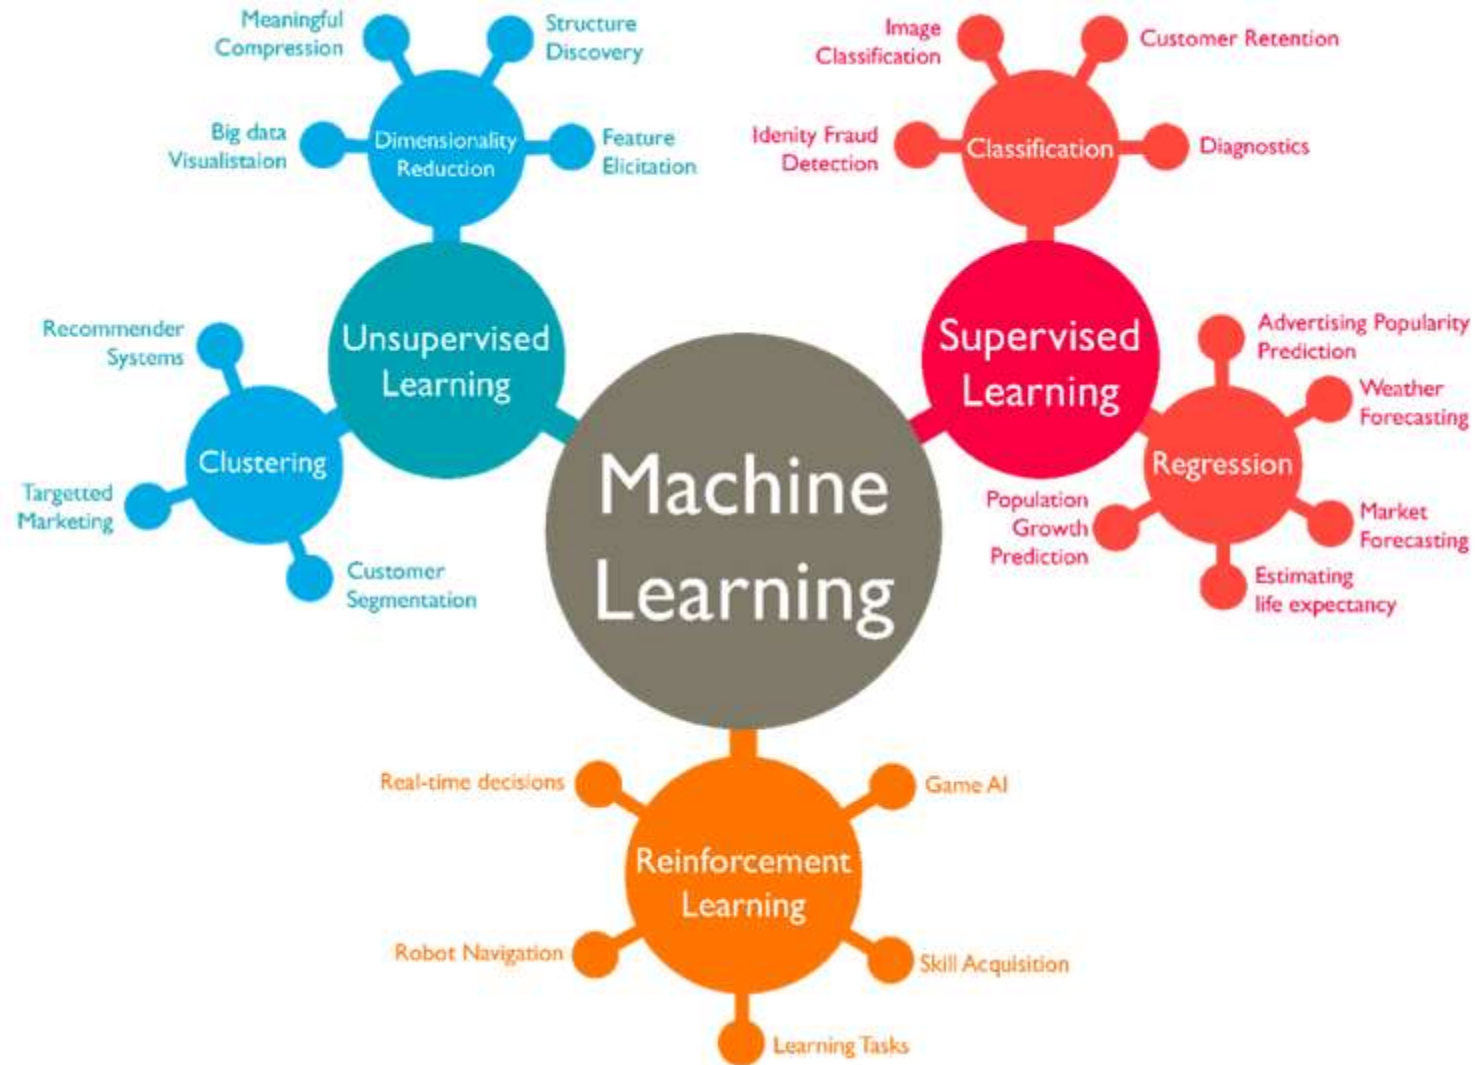 Meaningful
Compression
Structure
Discovery
Big data
Visualistaion
Dimensionality
Reduction
Feature
Elicitation
Image
Classification
Customer Retention
Idenity Fraud
Detection
Classification
Diagnostics
Unsupervised
Learning
Recommender
Systems
Clustering
Targetted
Marketing
Customer
Segmentation
Machine
Learning
Supervised
Learning
Advertising Popularity
Prediction
Weather
Forecasting
Regression
Population
Growth
Prediction
Market
Forecasting
Estimating
life expectancy
Real-time decisions
Game AI
Reinforcement
Learning
Robot Navigation
Skill Acquisition
Learning Tasks